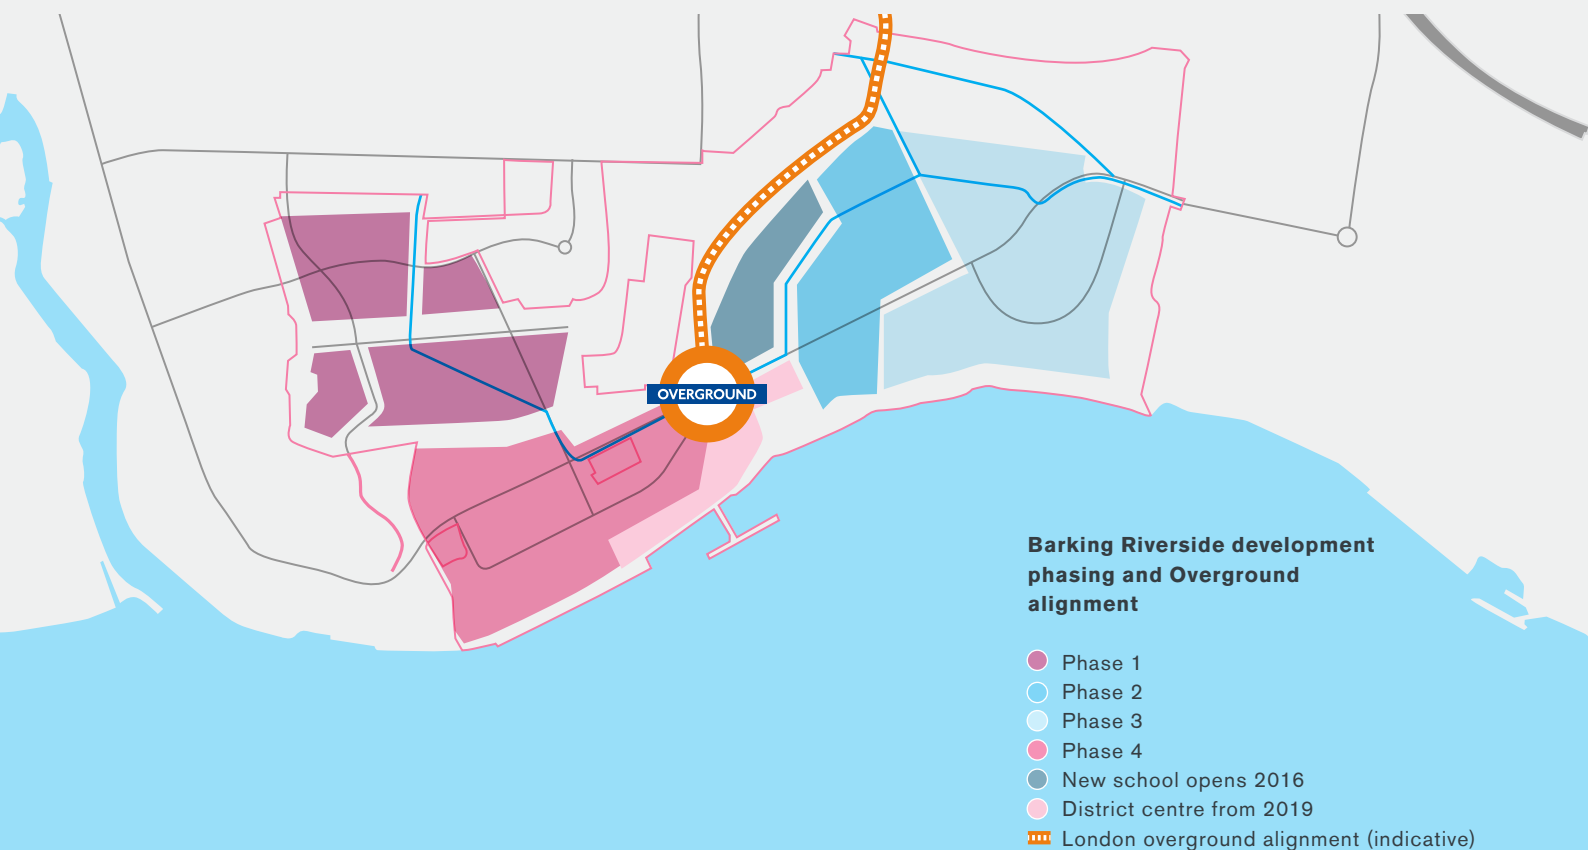 OVERGROUND
Barking Riverside development
phasing and Overground
alignment
Phase 1
Phase 2
Phase 3
Phase 4
New school opens 2016
District centre from 2019
London overground alignment (indicative)